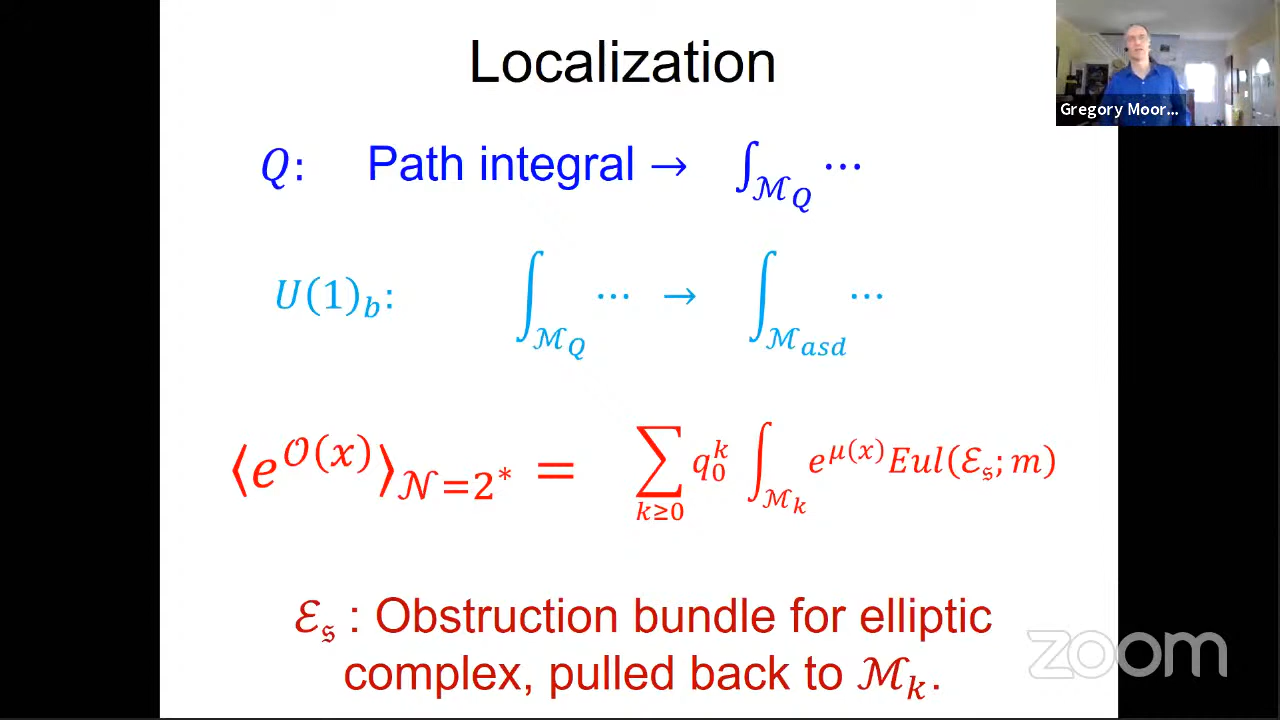 Localization
Gregory Moor...
Q: Path integral → ∫_{ℳ_Q} ⋯
U(1)_b: ∫_{ℳ_Q} ⋯ → ∫_{ℳ_{asd}} ⋯
⟨e^{𝒪(x)}⟩_{𝒩=2^*} = ∑_{k≥0} q_0^k ∫_{ℳ_k} e^{μ(x)} Eul(ℰ_𝔰; m)
ℰ_𝔰 : Obstruction bundle for elliptic
complex, pulled back to ℳ_k.
zoom